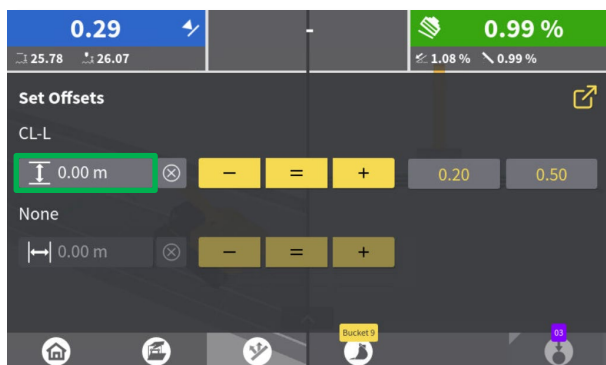 0.29
-
0.99 %
25.78 26.07
1.08 % 0.99 %
Set Offsets
CL-L
0.00 m
− = +
0.20 0.50
None
0.00 m
− = +
Bucket 9
03